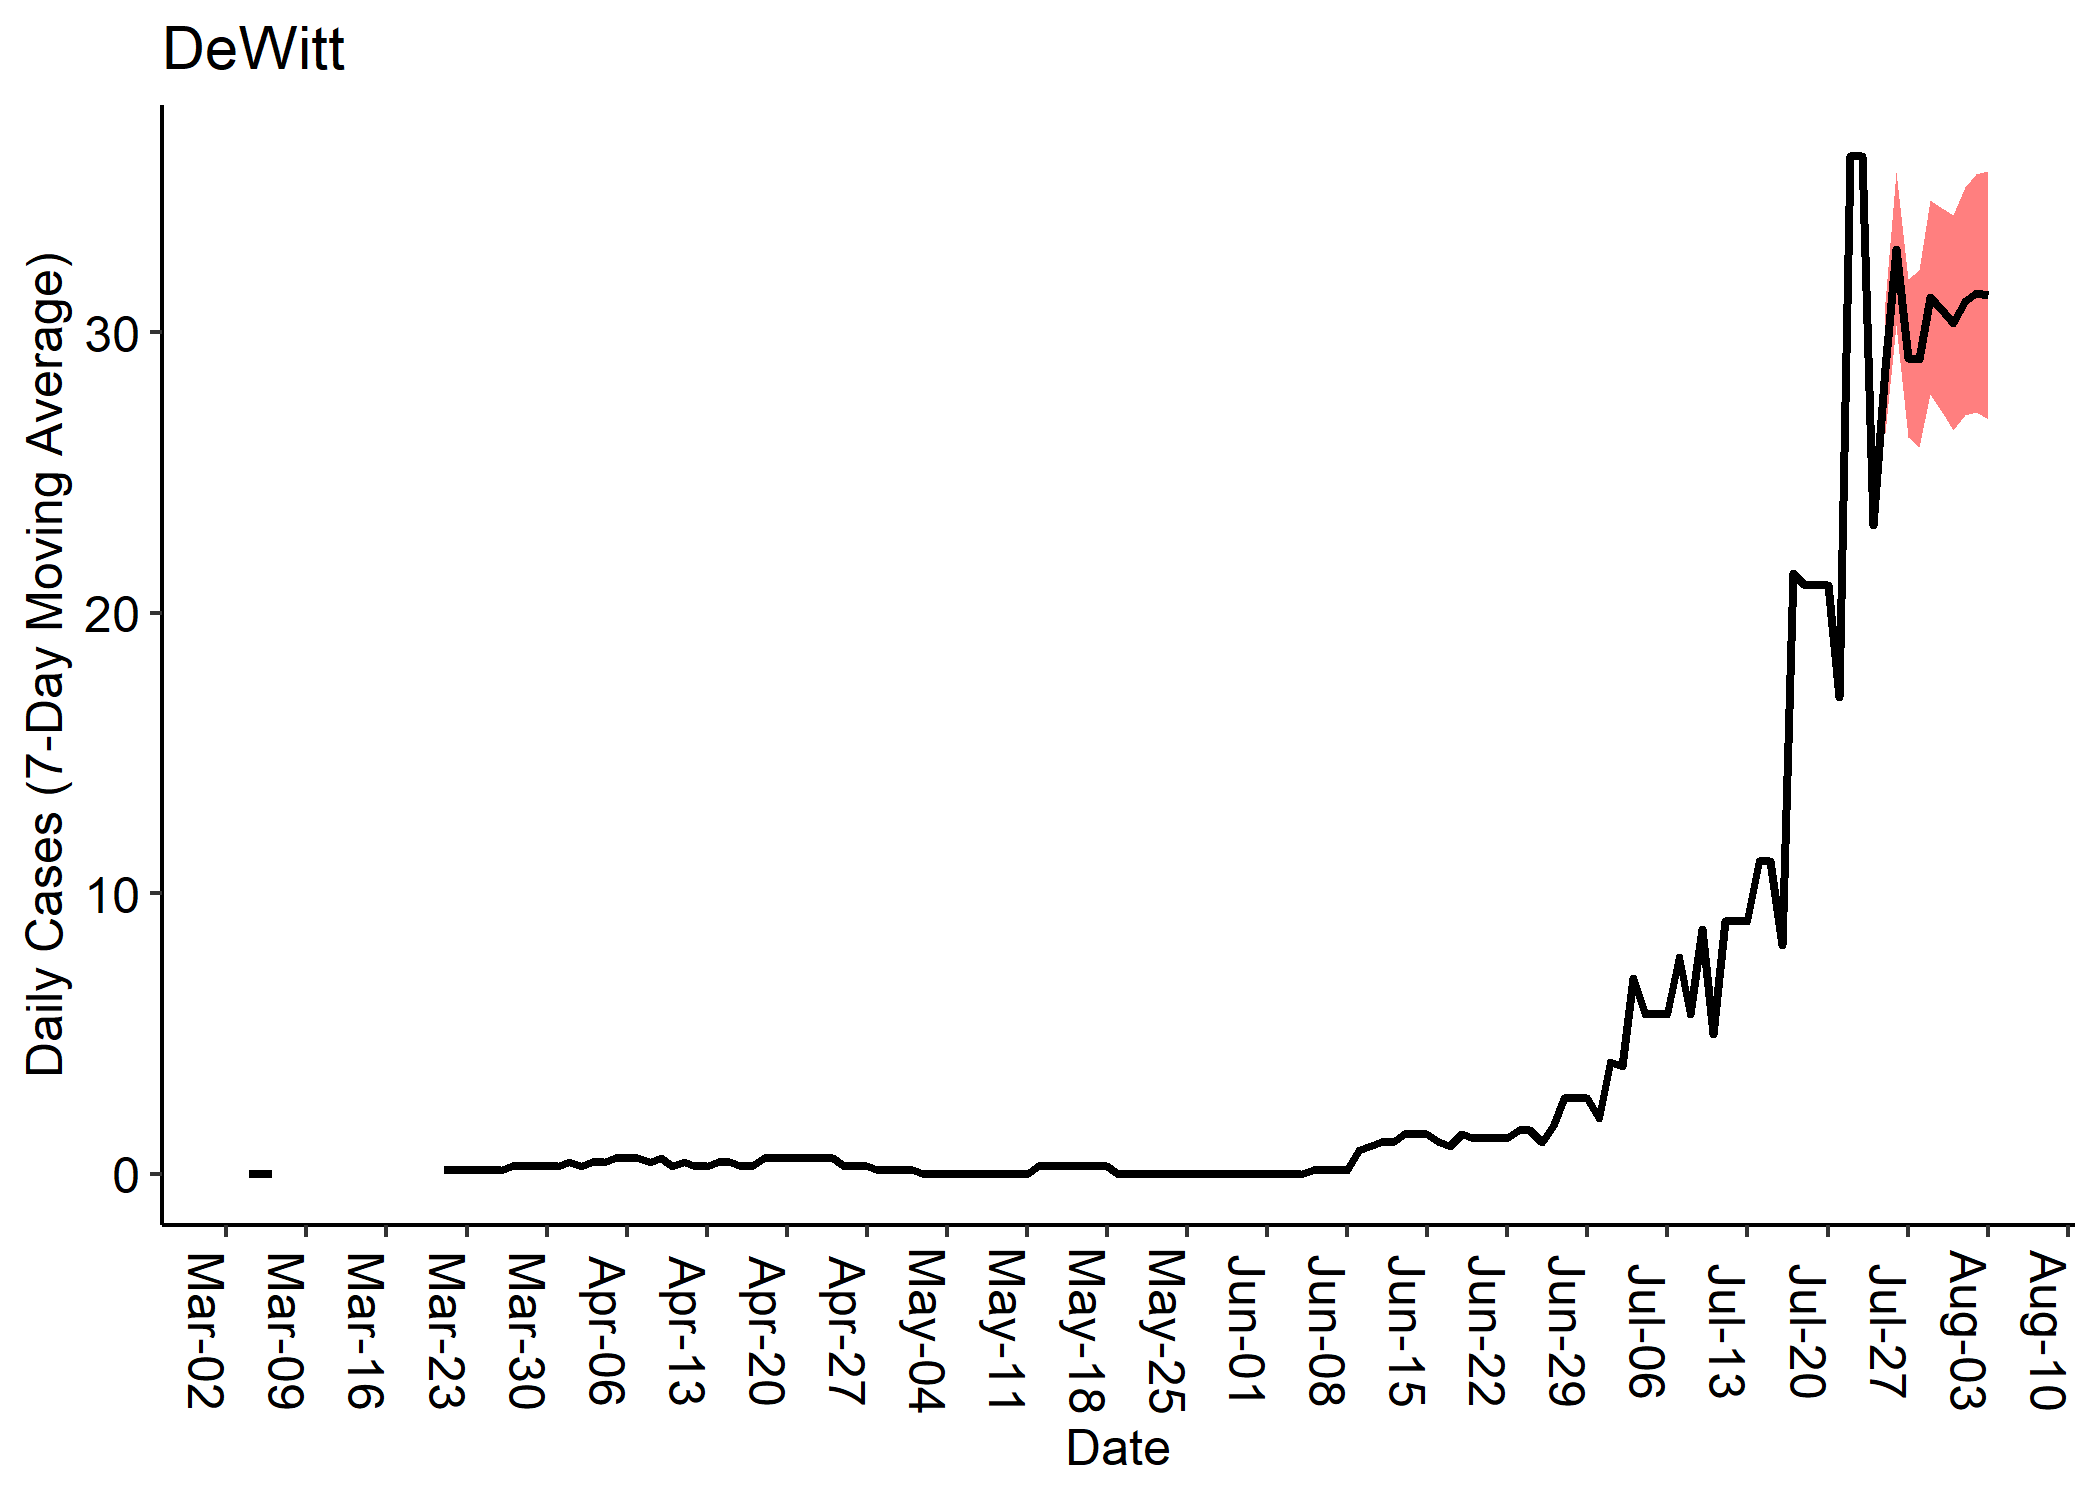 DeWitt
Daily Cases (7-Day Moving Average)
30
20
10
0
Mar-02
Mar-09
Mar-16
Mar-23
Mar-30
Apr-06
Apr-13
Apr-20
Apr-27
May-04
May-11
May-18
May-25
Jun-01
Jun-08
Jun-15
Jun-22
Jun-29
Jul-06
Jul-13
Jul-20
Jul-27
Aug-03
Aug-10
Date